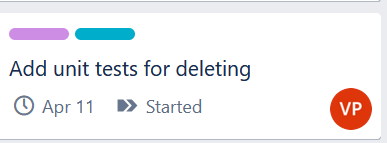 Add unit tests for deleting
Apr 11 Started
VP